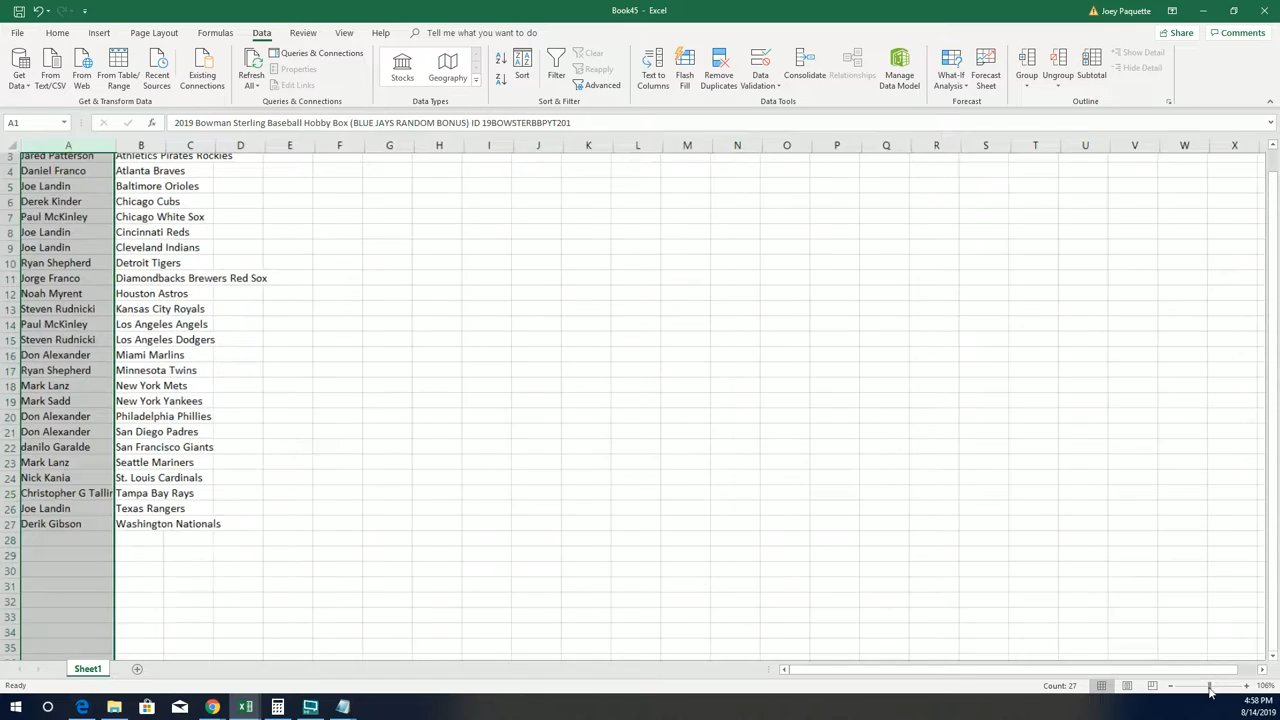 Book45 - Excel
Joey Paquette
File Home Insert Page Layout Formulas Data Review View Help Tell me what you want to do
Share Comments
Get Data From Text/CSV From Web From Table/Range Recent Sources Existing Connections
Get & Transform Data
Refresh All Queries & Connections Properties Edit Links
Queries & Connections
Stocks Geography
Data Types
Sort Filter Clear Reapply Advanced
Sort & Filter
Text to Columns Flash Fill Remove Duplicates Data Validation Consolidate Relationships Manage Data Model
Data Tools
What-If Analysis Forecast Sheet
Forecast
Group Ungroup Subtotal Show Detail Hide Detail
Outline
A1 fx 2019 Bowman Sterling Baseball Hobby Box (BLUE JAYS RANDOM BONUS) ID 19BOWSTERBBPYT201
A B C D E F G H I J K L M N O P Q R S T U V W X
3 Jared Patterson Athletics Pirates Rockies
4 Daniel Franco Atlanta Braves
5 Joe Landin Baltimore Orioles
6 Derek Kinder Chicago Cubs
7 Paul McKinley Chicago White Sox
8 Joe Landin Cincinnati Reds
9 Joe Landin Cleveland Indians
10 Ryan Shepherd Detroit Tigers
11 Jorge Franco Diamondbacks Brewers Red Sox
12 Noah Myrent Houston Astros
13 Steven Rudnicki Kansas City Royals
14 Paul McKinley Los Angeles Angels
15 Steven Rudnicki Los Angeles Dodgers
16 Don Alexander Miami Marlins
17 Ryan Shepherd Minnesota Twins
18 Mark Lanz New York Mets
19 Mark Sadd New York Yankees
20 Don Alexander Philadelphia Phillies
21 Don Alexander San Diego Padres
22 danilo Garalde San Francisco Giants
23 Mark Lanz Seattle Mariners
24 Nick Kania St. Louis Cardinals
25 Christopher G Tallir Tampa Bay Rays
26 Joe Landin Texas Rangers
27 Derik Gibson Washington Nationals
28
29
30
31
32
33
34
35
Sheet1
Ready Count: 27 106%
4:58 PM
8/14/2019